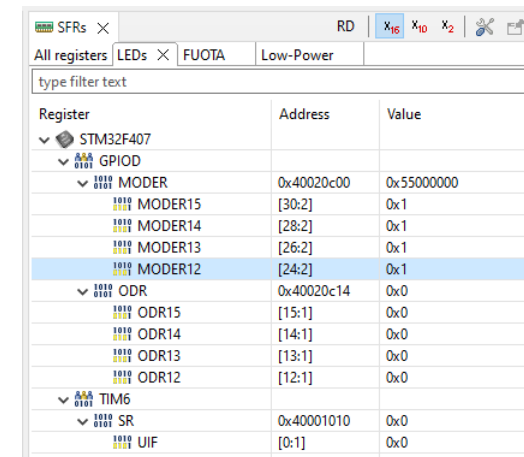 SFRs RD X16 X10 X2
All registers LEDs FUOTA Low-Power
type filter text
Register Address Value
STM32F407
GPIOD
MODER 0x40020c00 0x55000000
MODER15 [30:2] 0x1
MODER14 [28:2] 0x1
MODER13 [26:2] 0x1
MODER12 [24:2] 0x1
ODR 0x40020c14 0x0
ODR15 [15:1] 0x0
ODR14 [14:1] 0x0
ODR13 [13:1] 0x0
ODR12 [12:1] 0x0
TIM6
SR 0x40001010 0x0
UIF [0:1] 0x0